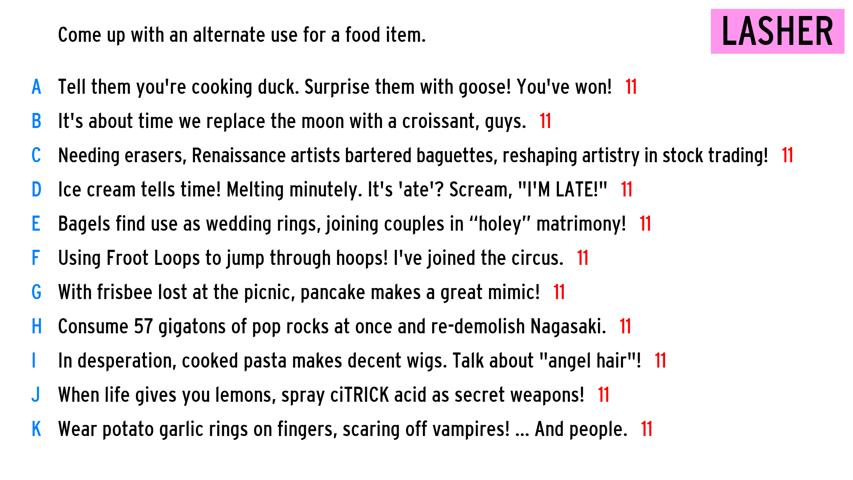 Come up with an alternate use for a food item.
LASHER
A Tell them you're cooking duck. Surprise them with goose! You've won! 11
B It's about time we replace the moon with a croissant, guys. 11
C Needing erasers, Renaissance artists bartered baguettes, reshaping artistry in stock trading! 11
D Ice cream tells time! Melting minutely. It's 'ate'? Scream, "I'M LATE!" 11
E Bagels find use as wedding rings, joining couples in “holey” matrimony! 11
F Using Froot Loops to jump through hoops! I've joined the circus. 11
G With frisbee lost at the picnic, pancake makes a great mimic! 11
H Consume 57 gigatons of pop rocks at once and re-demolish Nagasaki. 11
I In desperation, cooked pasta makes decent wigs. Talk about "angel hair"! 11
J When life gives you lemons, spray ciTRICK acid as secret weapons! 11
K Wear potato garlic rings on fingers, scaring off vampires! ... And people. 11